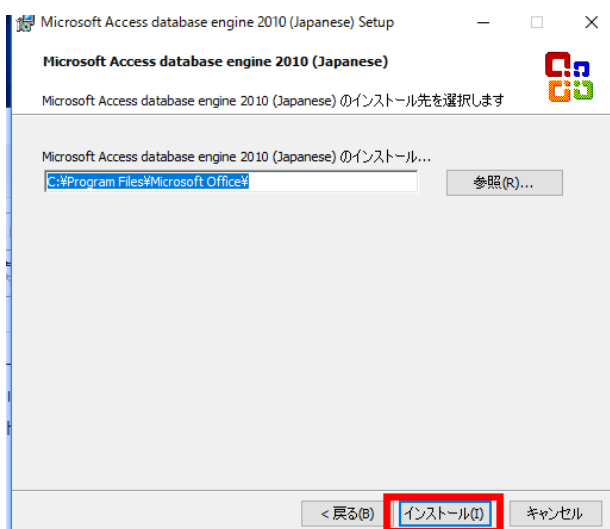 Microsoft Access database engine 2010 (Japanese) Setup
Microsoft Access database engine 2010 (Japanese)
Microsoft Access database engine 2010 (Japanese) のインストール先を選択します
Microsoft Access database engine 2010 (Japanese) のインストール...
C:¥Program Files¥Microsoft Office¥
参照(R)...
< 戻る(B)
インストール(I)
キャンセル